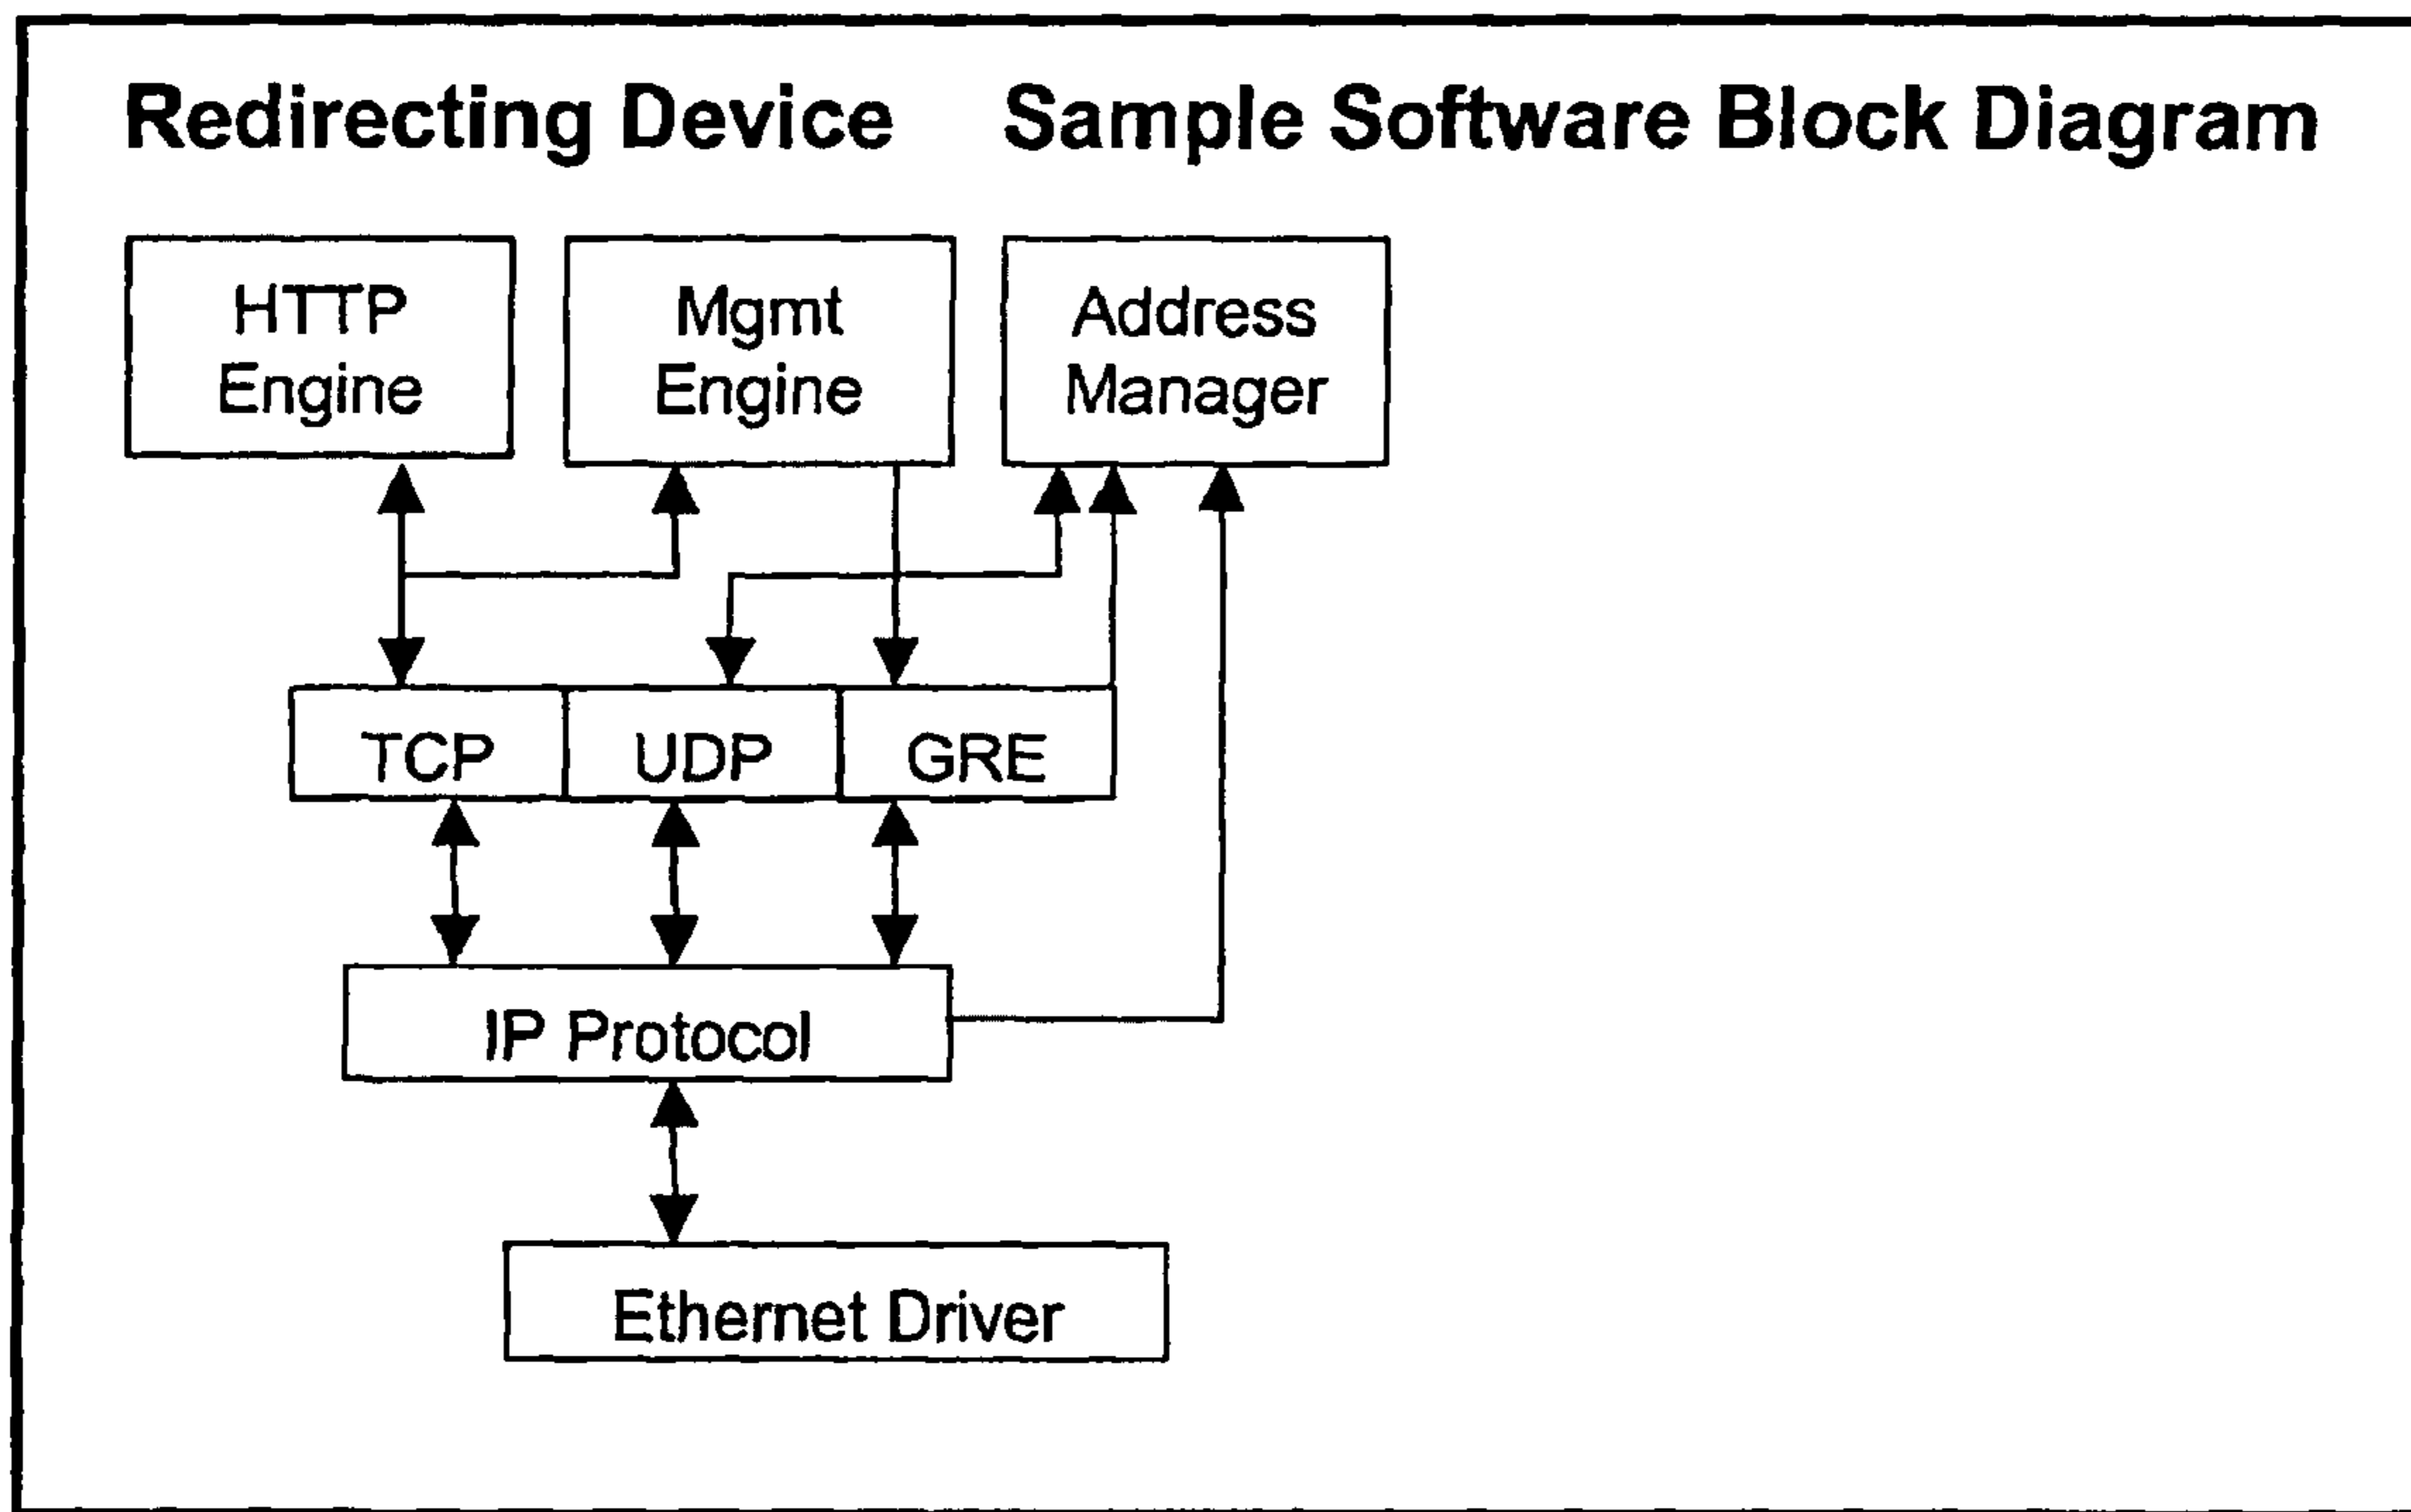 Redirecting Device Sample Software Block Diagram
HTTP
Engine
Mgmt
Engine
Address
Manager
TCP
UDP
GRE
IP Protocol
Ethernet Driver